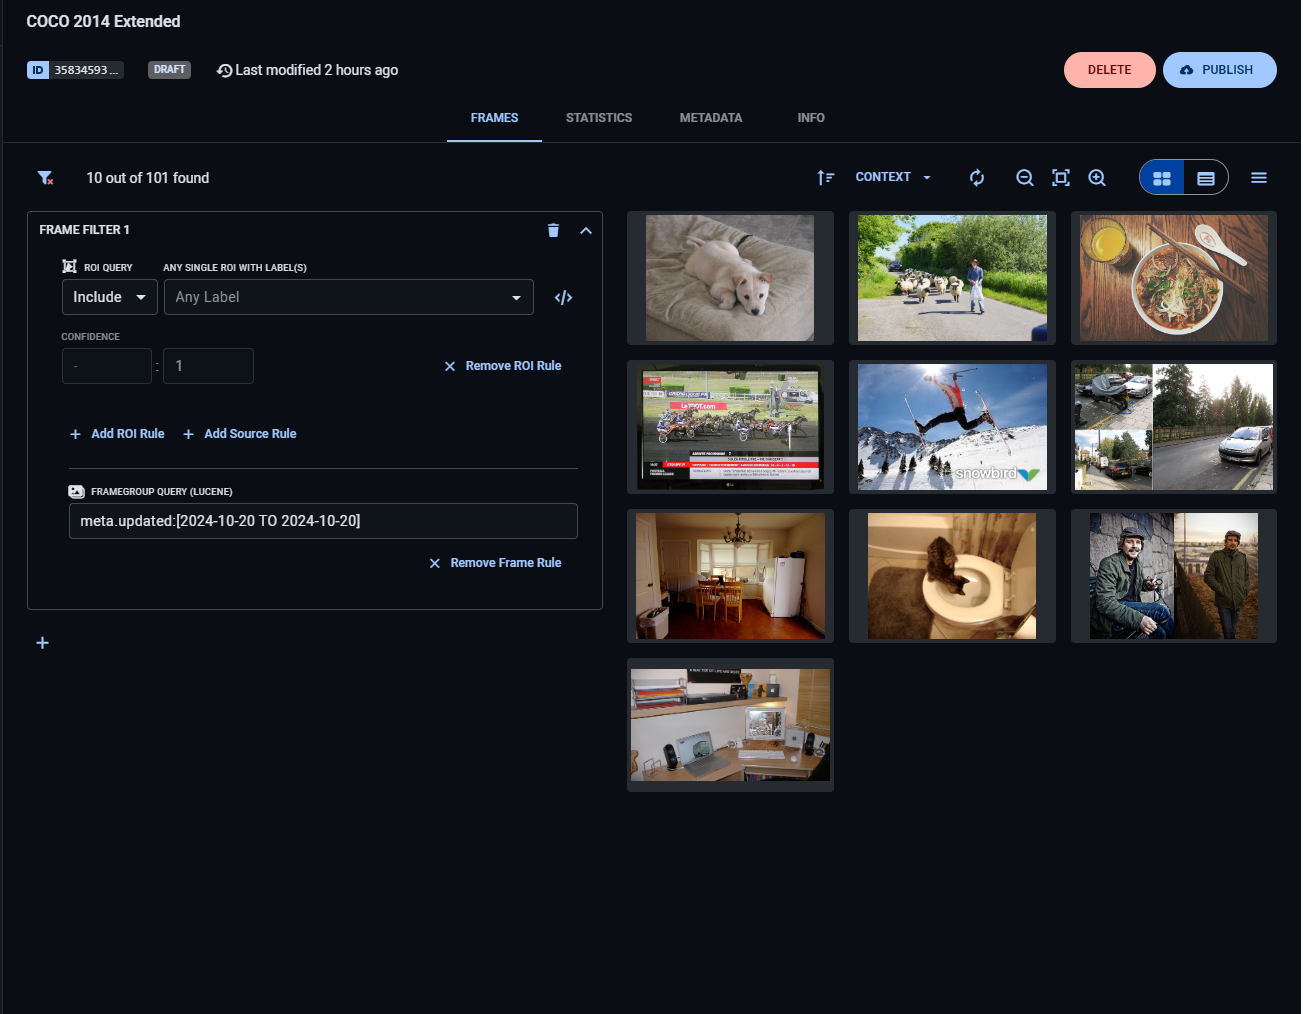 COCO 2014 Extended
ID 35834593 ... DRAFT Last modified 2 hours ago DELETE PUBLISH
FRAMES STATISTICS METADATA INFO
10 out of 101 found CONTEXT
FRAME FILTER 1
ROI QUERY ANY SINGLE ROI WITH LABEL(S)
Include Any Label </>
CONFIDENCE
- : 1 Remove ROI Rule
+ Add ROI Rule + Add Source Rule
FRAMEGROUP QUERY (LUCENE)
meta.updated:[2024-10-20 TO 2024-10-20]
Remove Frame Rule
+
snowbird